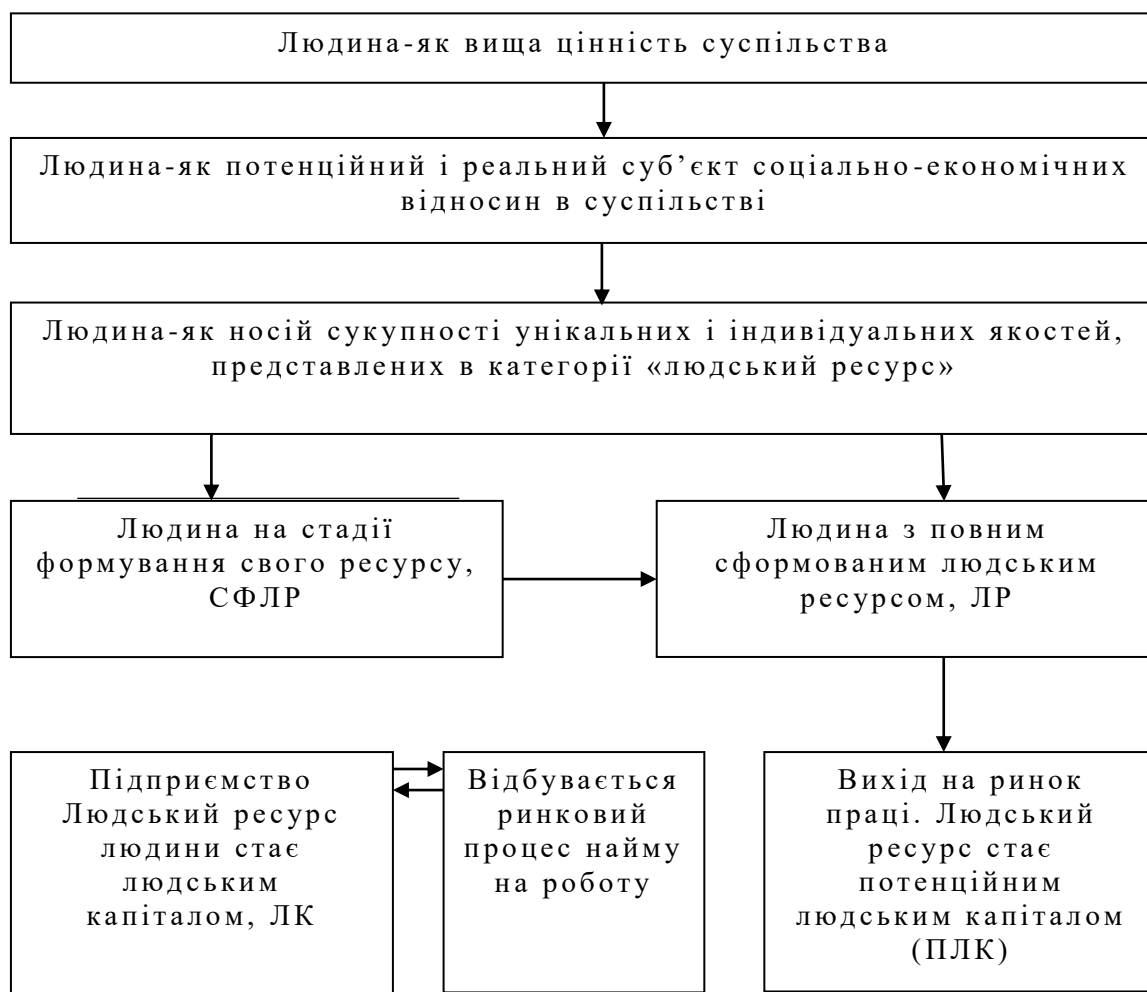 Людина-як вища цінність суспільства
Людина-як потенційний і реальний суб’єкт соціально-економічних
відносин в суспільстві
Людина-як носій сукупності унікальних і індивідуальних якостей,
представлених в категорії «людський ресурс»
Людина на стадії
формування свого ресурсу,
СФЛР
Людина з повним
сформованим людським
ресурсом, ЛР
Підприємство
Людський ресурс
людини стає
людським
капіталом, ЛК
Відбувається
ринковий
процес найму
на роботу
Вихід на ринок
праці. Людський
ресурс стає
потенційним
людським капіталом
(ПЛК)